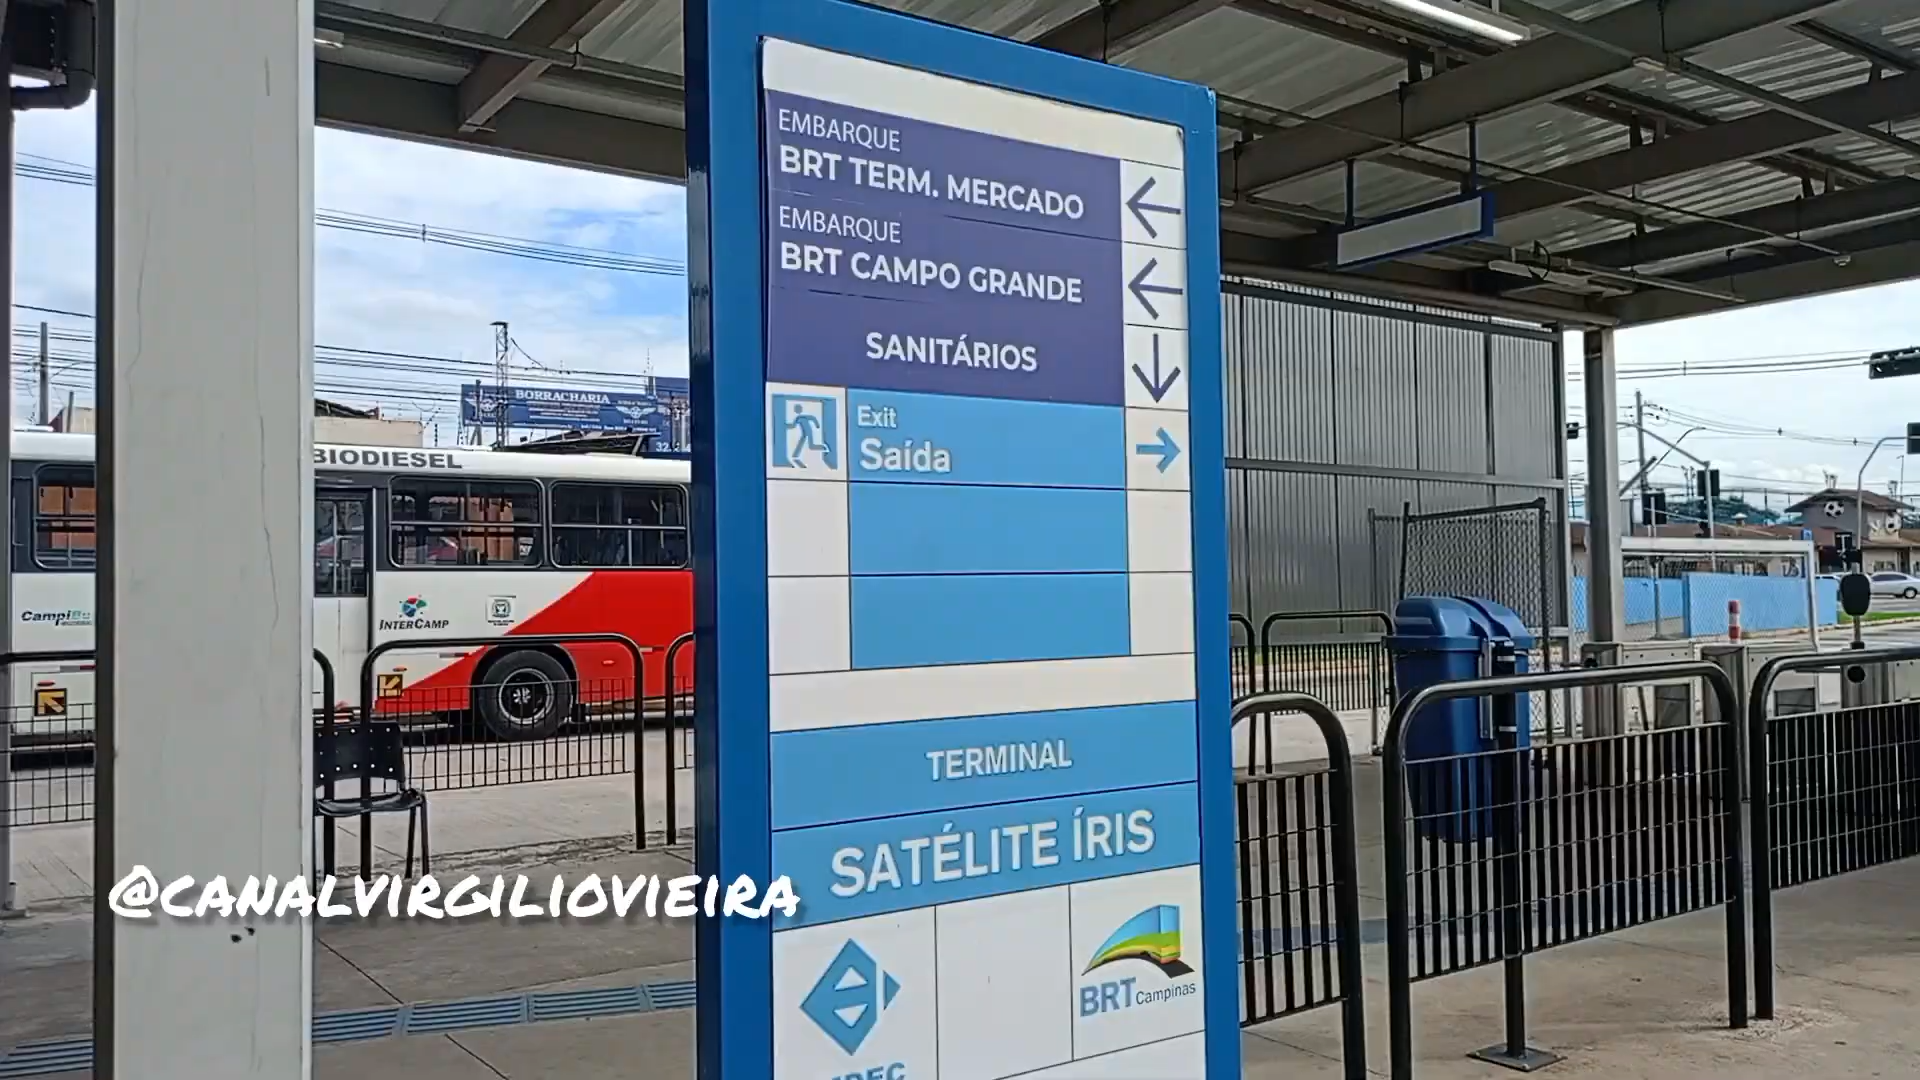 EMBARQUE
BRT TERM. MERCADO
EMBARQUE
BRT CAMPO GRANDE
SANITÁRIOS
Exit
Saída
TERMINAL
SATÉLITE ÍRIS
BRT Campinas
BORRACHARIA
BIODIESEL
INTERCAMP
@CANALVIRGILIOVIEIRA